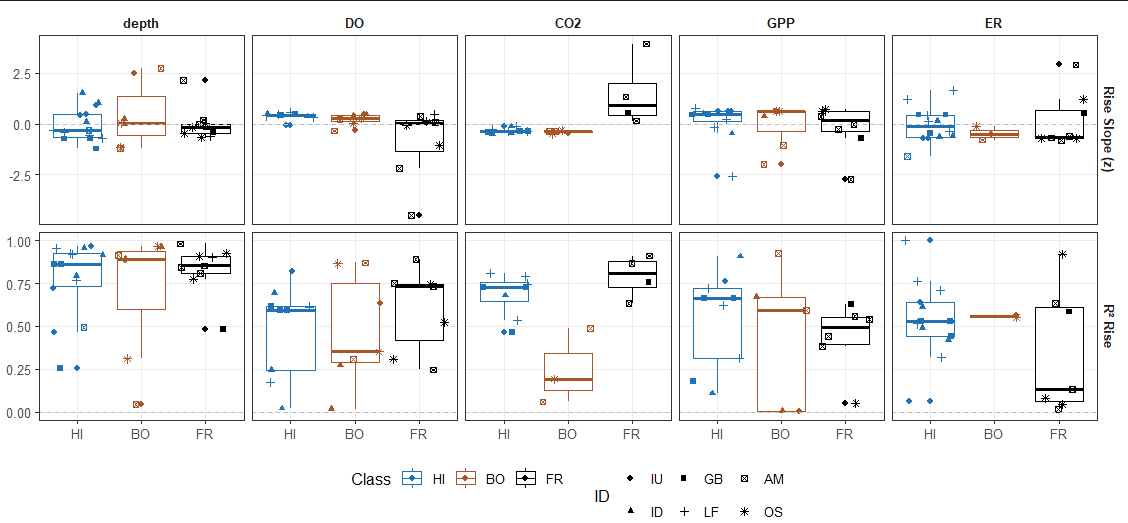 depth DO CO2 GPP ER
2.5
0.0
-2.5
Rise Slope (z)
1.00
0.75
0.50
0.25
0.00
R² Rise
HI BO FR HI BO FR HI BO FR HI BO FR HI BO FR
Class HI BO FR
ID
IU GB AM
ID LF OS